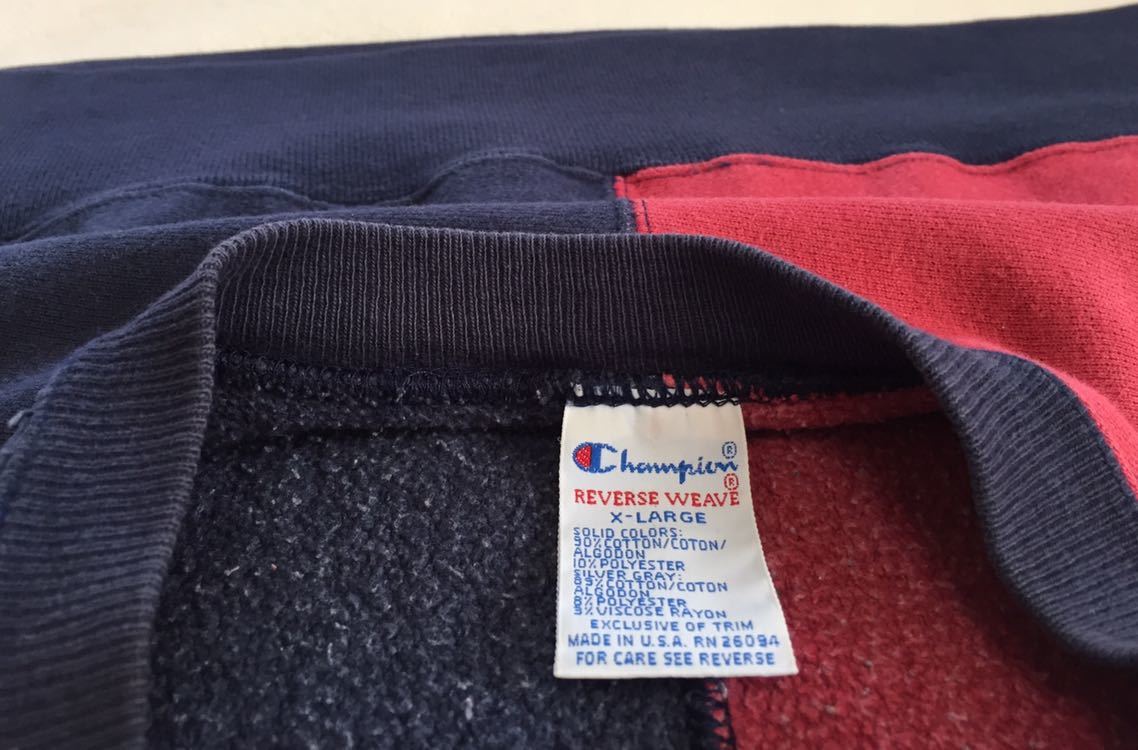 Champion®
REVERSE WEAVE®
X-LARGE
SOLID COLORS:
90%COTTON/COTON/
ALGODON
10%POLYESTER
SILVER GRAY:
89%COTTON/COTON
ALGODON
8%POLYESTER
3%VISCOSE RAYON
EXCLUSIVE OF TRIM
MADE IN U.S.A. RN 26094
FOR CARE SEE REVERSE